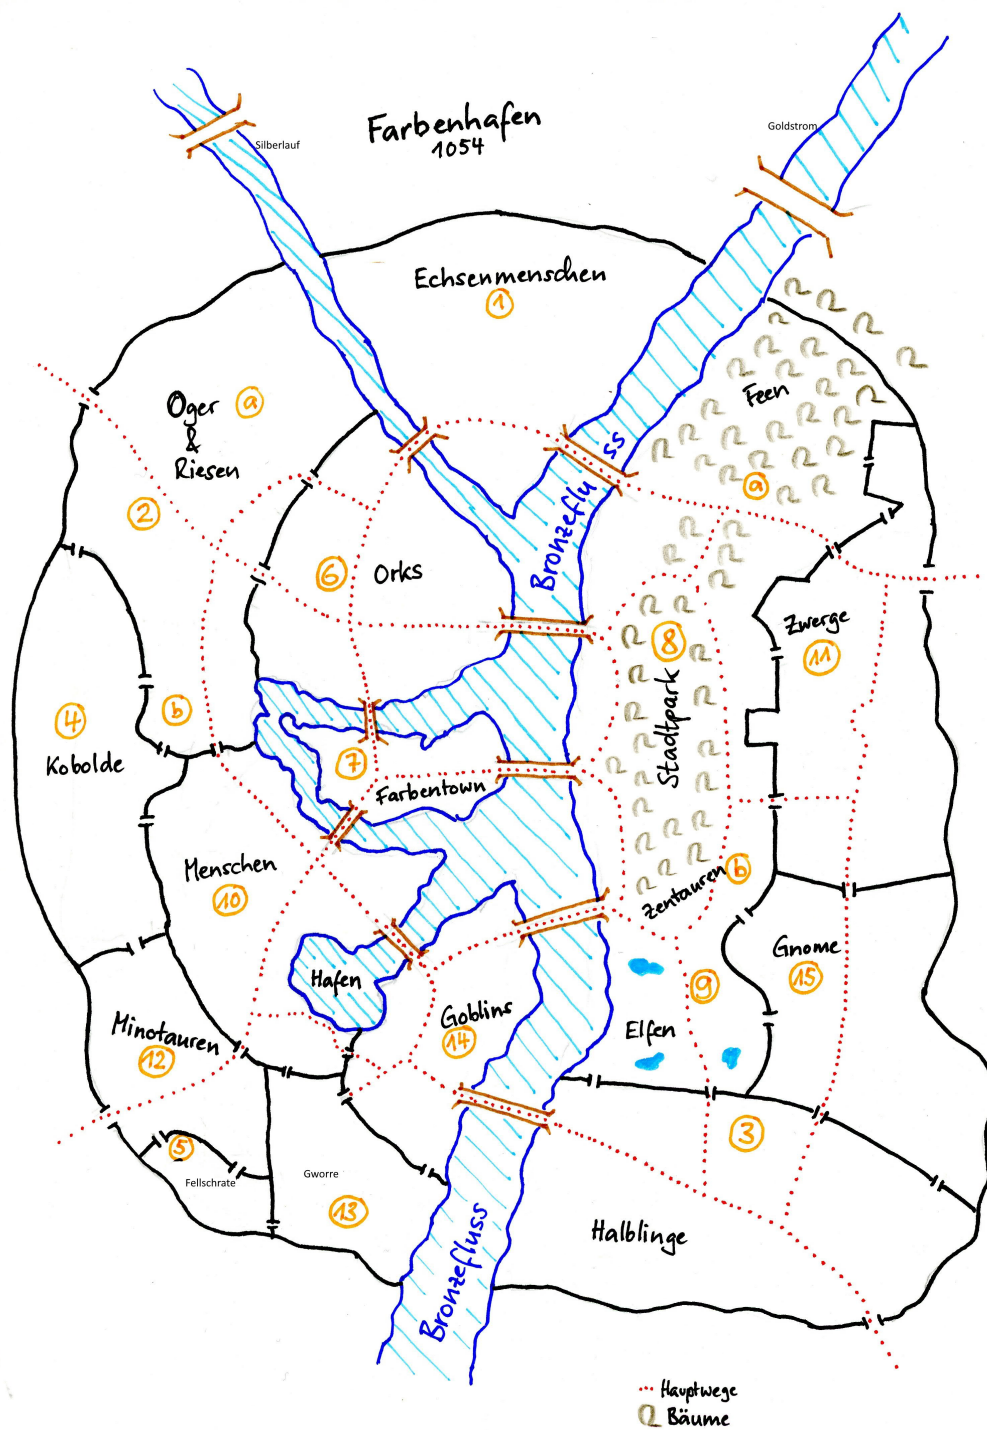 Farbenhafen
1054
Silberlauf
Goldstrom
Echsenmenschen
1
Oger a
&
Riesen
2
Feen
a
Bronzeflu
ss
6 Orks
8
Stadtpark
Zwerge
11
4
Kobolde
b
7
Farbentown
Menschen
10
Zentauren b
Hafen
Gnome
15
9
Elfen
Goblins
14
Minotauren
12
5
Fellschrate
Gworre
13
3
Halblinge
Bronzefluss
Hauptwege
Bäume